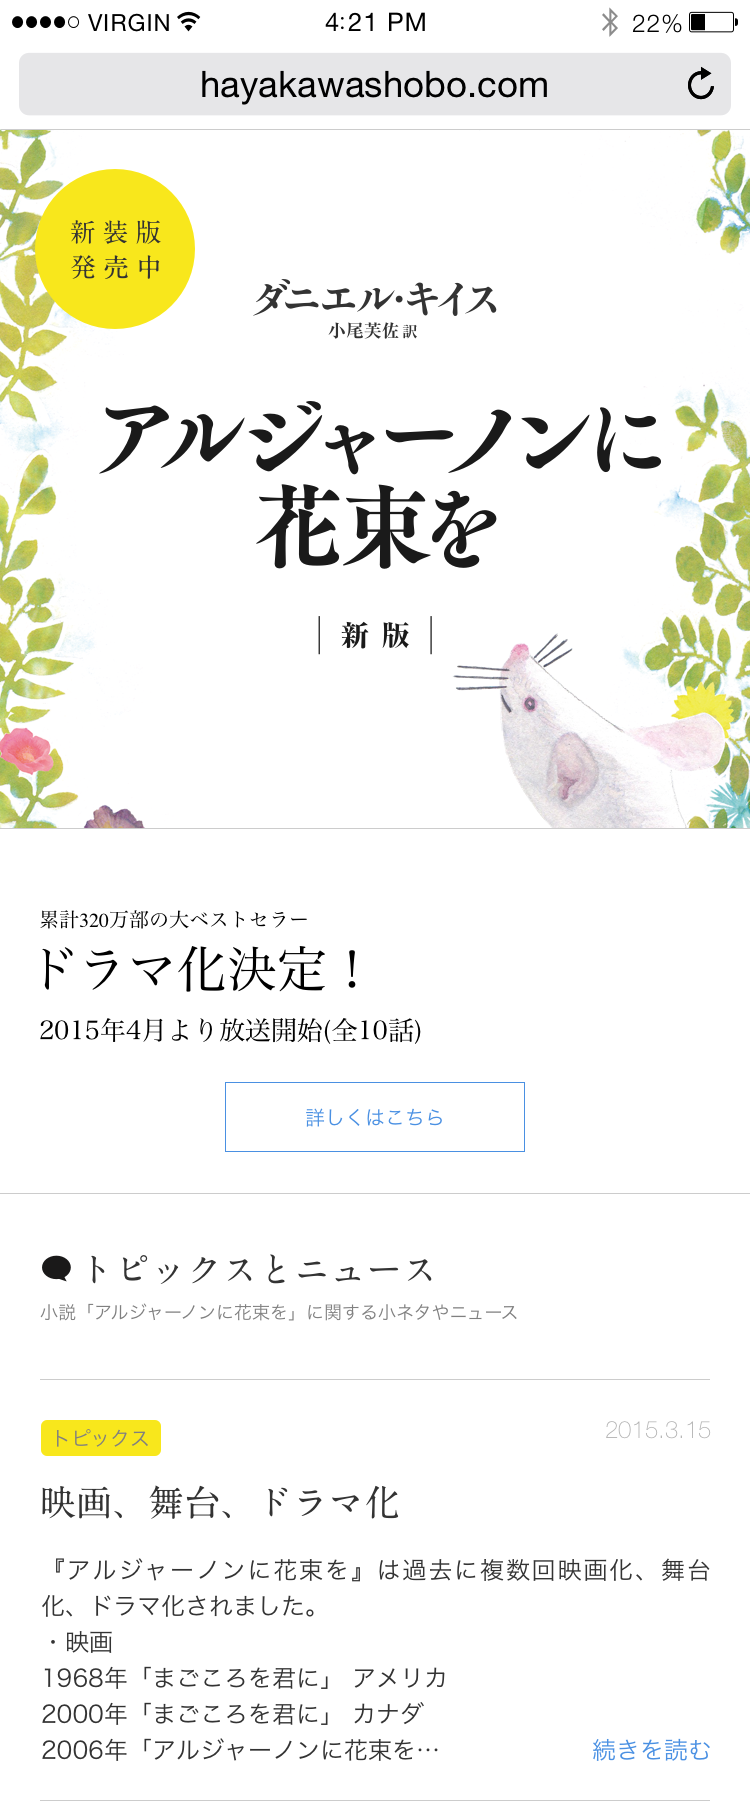 VIRGIN 4:21 PM 22%
hayakawashobo.com
新装版
発売中
ダニエル・キイス
小尾芙佐 訳
アルジャーノンに
花束を
新版
累計320万部の大ベストセラー
ドラマ化決定！
2015年4月より放送開始(全10話)
詳しくはこちら
トピックスとニュース
小説「アルジャーノンに花束を」に関する小ネタやニュース
トピックス 2015.3.15
映画、舞台、ドラマ化
『アルジャーノンに花束を』は過去に複数回映画化、舞台
化、ドラマ化されました。
・映画
1968年「まごころを君に」 アメリカ
2000年「まごころを君に」 カナダ
2006年「アルジャーノンに花束を… 続きを読む